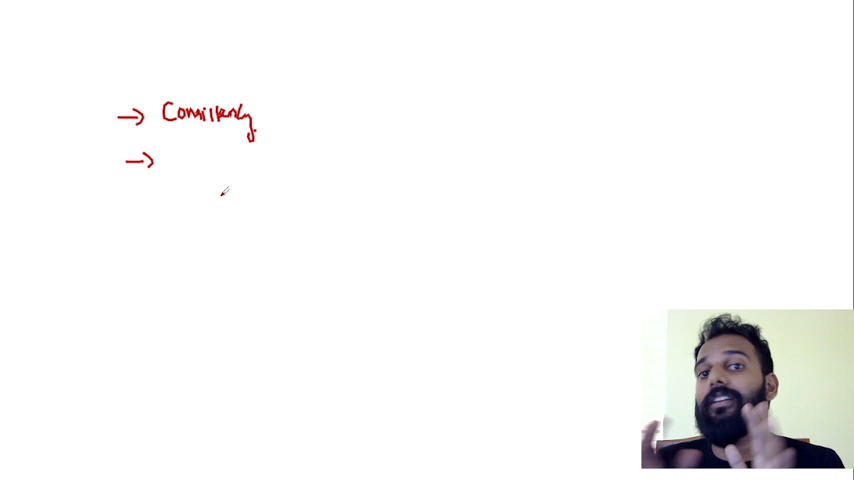 → Consistency
→